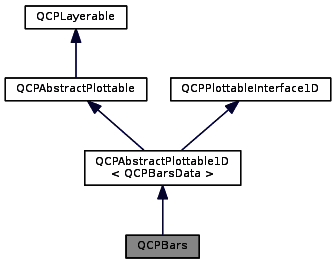 QCPLayerable
QCPAbstractPlottable
QCPPlottableInterface1D
QCPAbstractPlottable1D
< QCPBarsData >
QCPBars